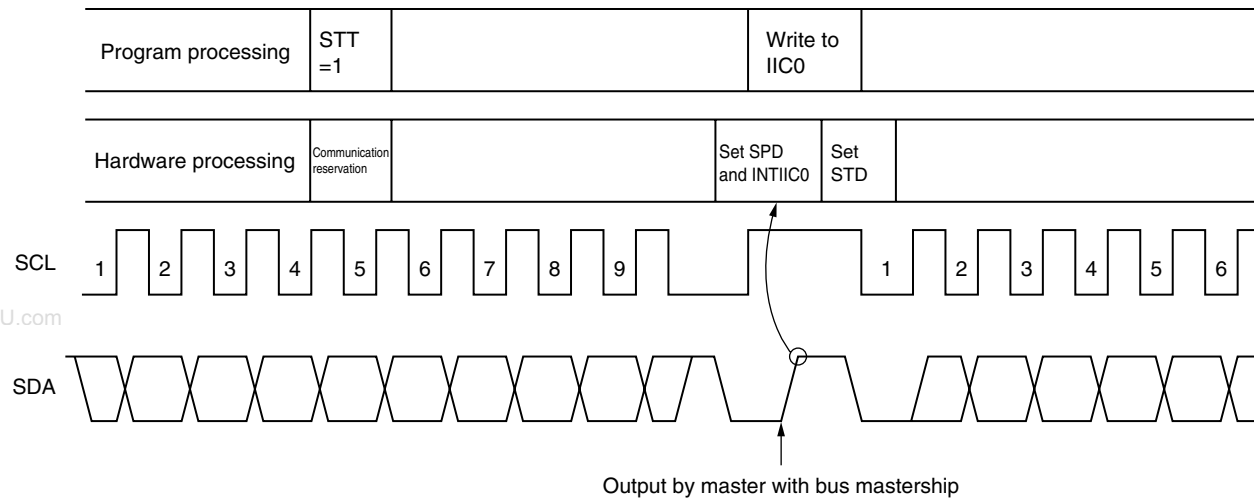 Program processing
STT
=1
Write to
IIC0
Hardware processing
Communication
reservation
Set SPD
and INTIIC0
Set
STD
SCL
1 2 3 4 5 6 7 8 9 1 2 3 4 5 6
U.com
SDA
Output by master with bus mastership